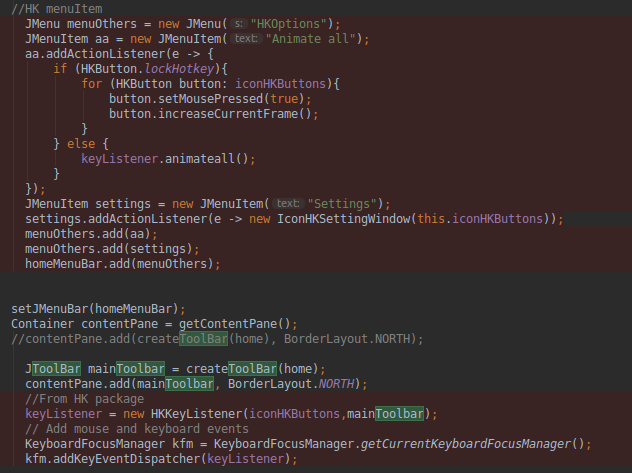 //HK menuItem
JMenu menuOthers = new JMenu( s: "HKOptions");
JMenuItem aa = new JMenuItem( text: "Animate all");
aa.addActionListener(e -> {
if (HKButton.lockHotkey){
for (HKButton button: iconHKButtons){
button.setMousePressed(true);
button.increaseCurrentFrame();
}
} else {
keyListener.animateall();
}
});
JMenuItem settings = new JMenuItem( text: "Settings");
settings.addActionListener(e -> new IconHKSettingWindow(this.iconHKButtons));
menuOthers.add(aa);
menuOthers.add(settings);
homeMenuBar.add(menuOthers);
setJMenuBar(homeMenuBar);
Container contentPane = getContentPane();
//contentPane.add(createToolBar(home), BorderLayout.NORTH);
JToolBar mainToolbar = createToolBar(home);
contentPane.add(mainToolbar, BorderLayout.NORTH);
//From HK package
keyListener = new HKKeyListener(iconHKButtons,mainToolbar);
// Add mouse and keyboard events
KeyboardFocusManager kfm = KeyboardFocusManager.getCurrentKeyboardFocusManager();
kfm.addKeyEventDispatcher(keyListener);